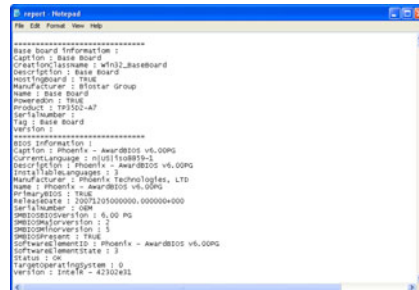 report - Notepad
File Edit Format View Help
==============================
Base board information :
Caption : Base Board
CreationClassName : Win32_BaseBoard
Description : Base Board
HostingBoard : TRUE
Manufacturer : Biostar Group
Name : Base Board
PoweredOn : TRUE
Product : TP35D2-A7
SerialNumber :
Tag : Base Board
Version :
==============================
BIOS Information :
Caption : Phoenix - AwardBIOS v6.00PG
CurrentLanguage : n|US|iso8859-1
Description : Phoenix - AwardBIOS v6.00PG
InstallableLanguages : 3
Manufacturer : Phoenix Technologies, LTD
Name : Phoenix - AwardBIOS v6.00PG
PrimaryBIOS : TRUE
ReleaseDate : 20071205000000.000000+000
SerialNumber : OEM
SMBIOSBIOSVersion : 6.00 PG
SMBIOSMajorVersion : 2
SMBIOSMinorVersion : 5
SMBIOSPresent : TRUE
SoftwareElementID : Phoenix - AwardBIOS v6.00PG
SoftwareElementState : 3
Status : OK
TargetOperatingSystem : 0
Version : IntelR - 42302e31